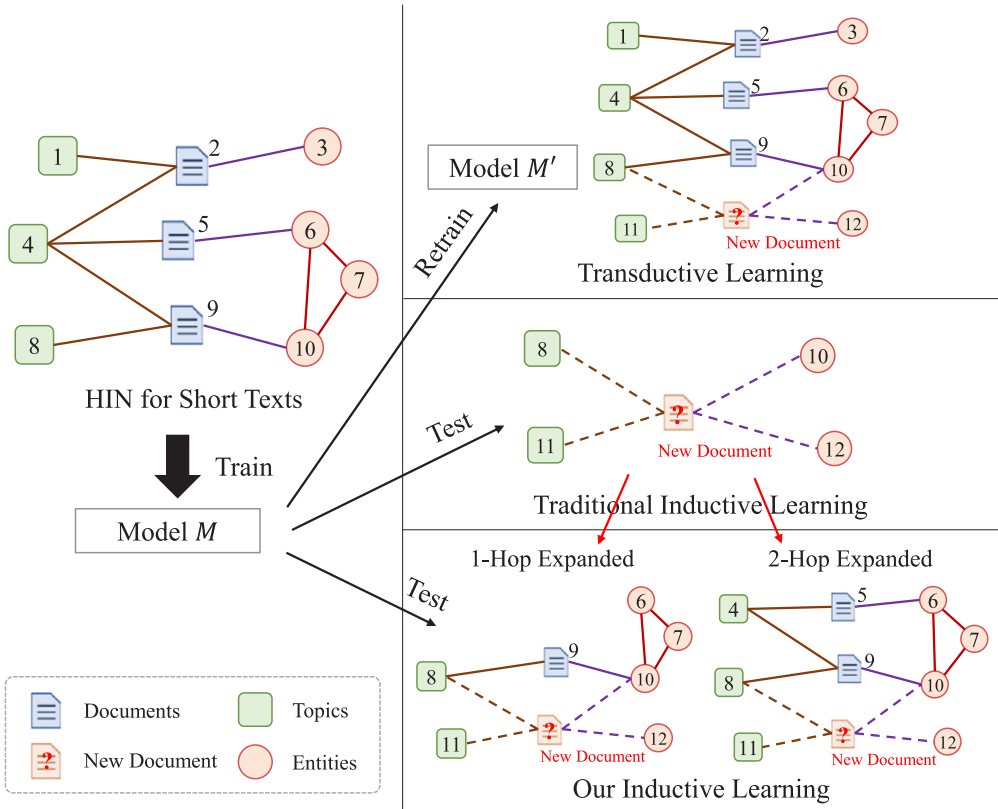 1
2
3
4
5
6
7
8
9
10
HIN for Short Texts
Train
Model M
Retrain
Test
Test
Documents
Topics
New Document
Entities
1
2
3
4
5
6
7
8
9
10
11
12
?
New Document
Model M′
Transductive Learning
8
10
11
12
?
New Document
Traditional Inductive Learning
1-Hop Expanded
2-Hop Expanded
6
7
8
9
10
11
12
?
New Document
4
5
6
7
8
9
10
11
12
?
New Document
Our Inductive Learning